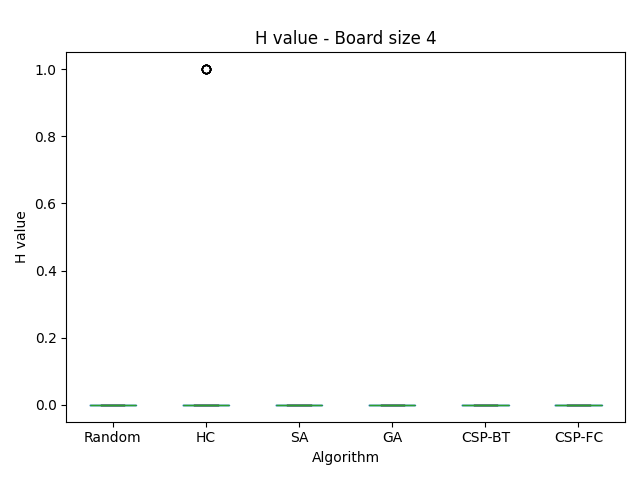 H value - Board size 4
1.0
0.8
0.6
0.4
0.2
0.0
H value
Random HC SA GA CSP-BT CSP-FC
Algorithm